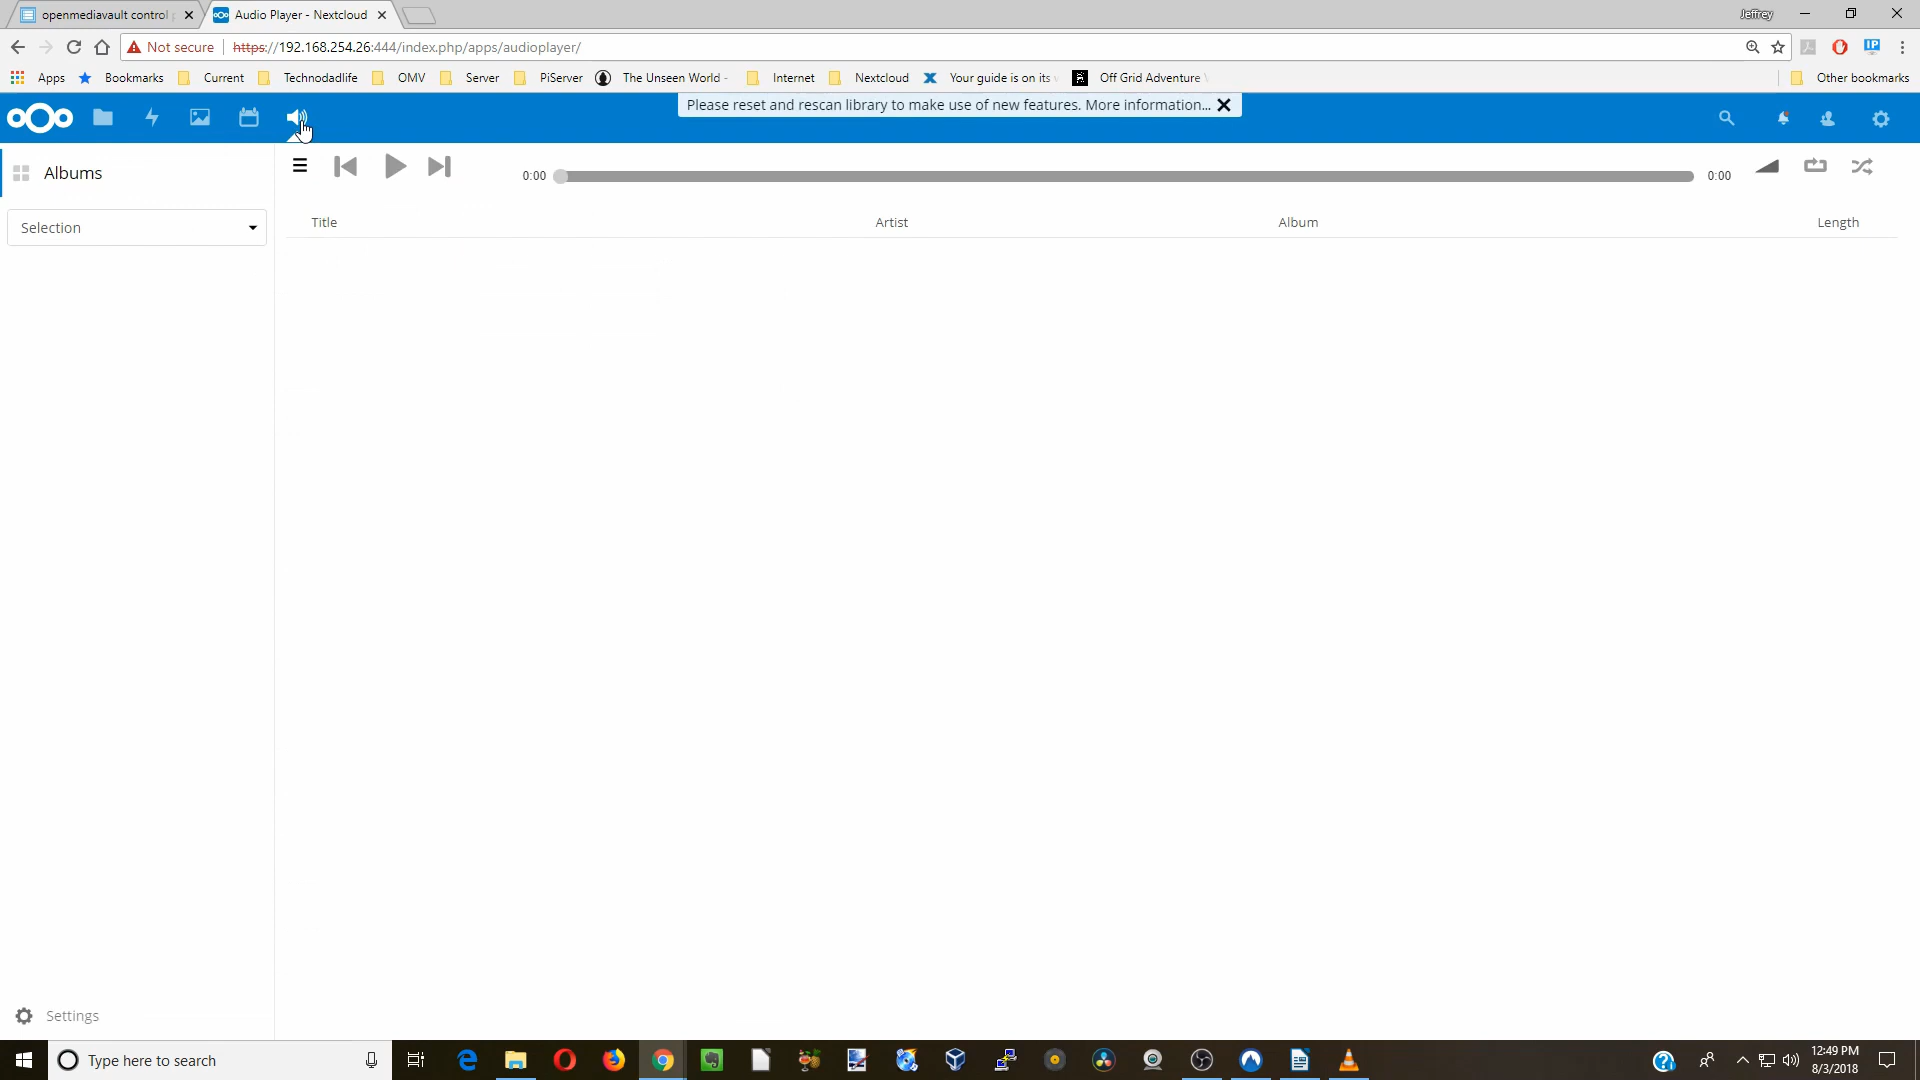 openmediavault control
Audio Player - Nextcloud
Jeffrey
Not secure
https://192.168.254.26:444/index.php/apps/audioplayer/
Apps
Bookmarks
Current
Technodadlife
OMV
Server
PiServer
The Unseen World -
Internet
Nextcloud
Your guide is on its
Off Grid Adventure
Other bookmarks
IP
Please reset and rescan library to make use of new features. More information...
Albums
0:00
0:00
Selection
Title
Artist
Album
Length
Settings
Type here to search
12:49 PM
8/3/2018